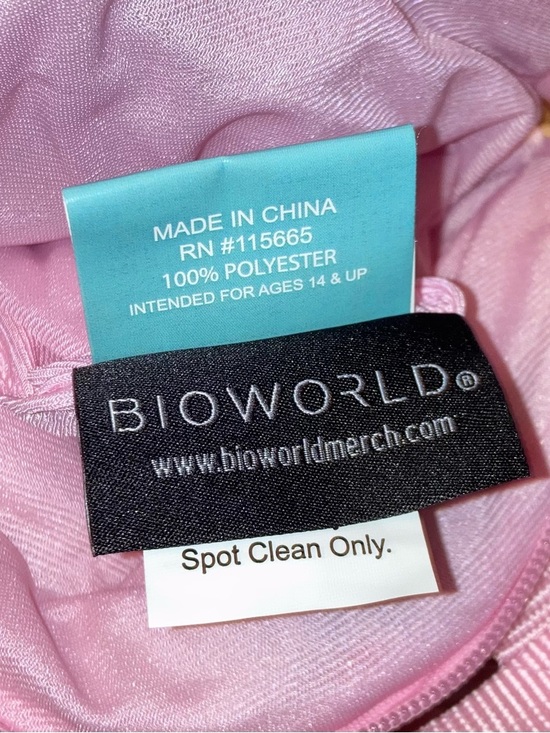 MADE IN CHINA
RN #115665
100% POLYESTER
INTENDED FOR AGES 14 & UP
BIOWORLD®
www.bioworldmerch.com
Spot Clean Only.